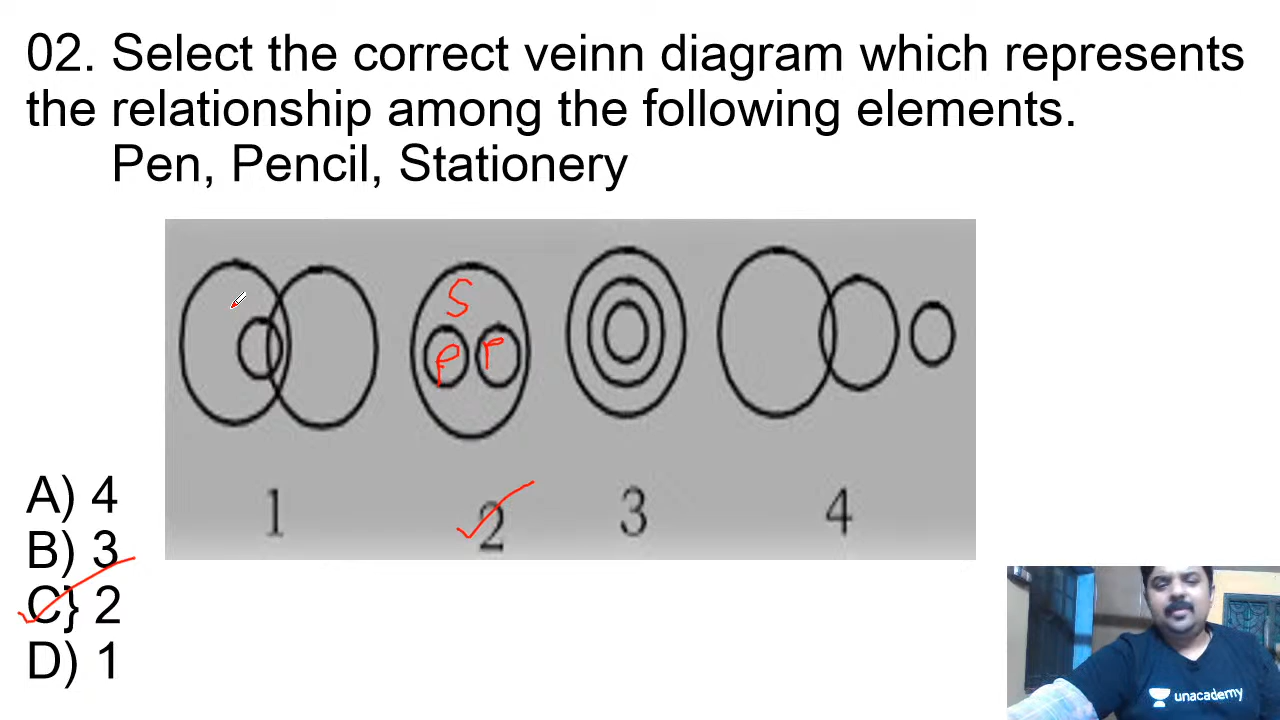 02. Select the correct veinn diagram which represents
the relationship among the following elements.
Pen, Pencil, Stationery
S
P P
1 2 3 4
A) 4
B) 3
C} 2
D) 1
unacademy